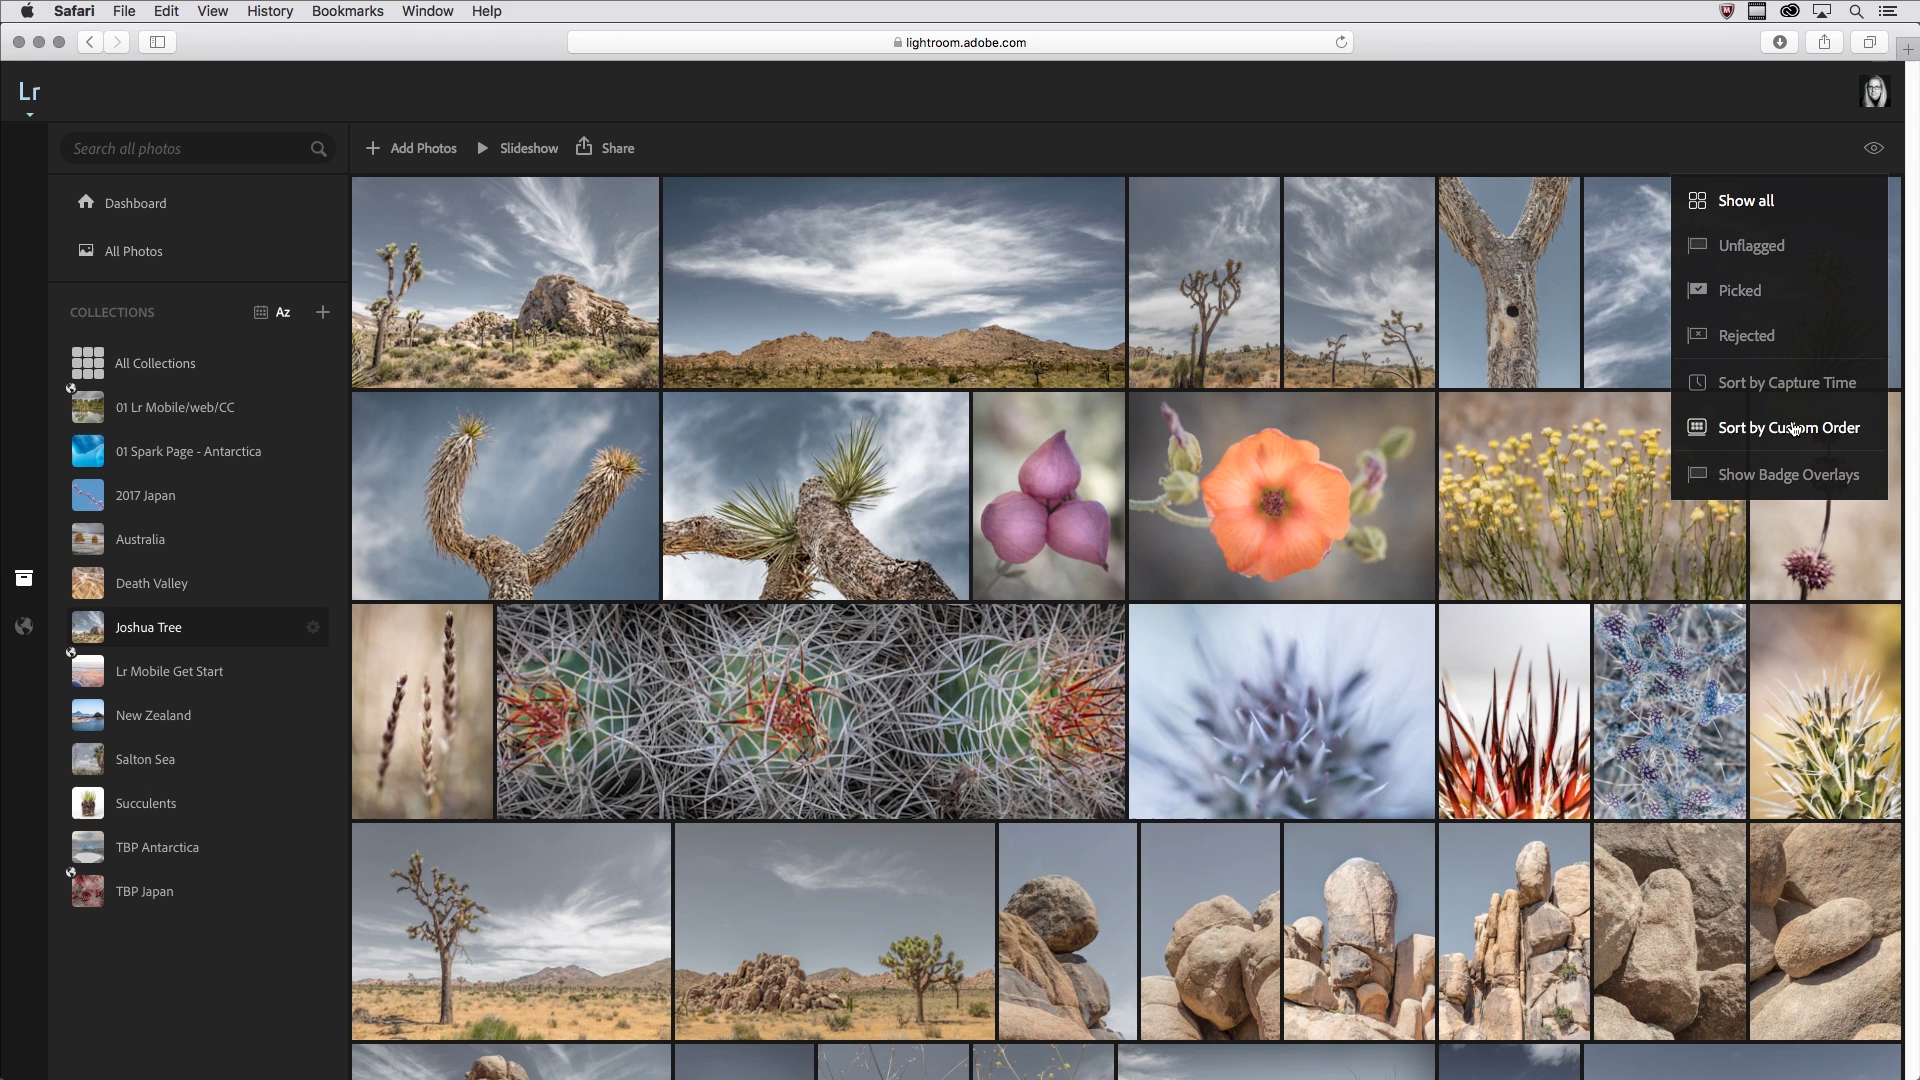 Safari File Edit View History Bookmarks Window Help
lightroom.adobe.com
Lr
Search all photos
Add Photos Slideshow Share
Dashboard
All Photos
COLLECTIONS Az
All Collections
01 Lr Mobile/web/CC
01 Spark Page - Antarctica
2017 Japan
Australia
Death Valley
Joshua Tree
Lr Mobile Get Start
New Zealand
Salton Sea
Succulents
TBP Antarctica
TBP Japan
Show all
Unflagged
Picked
Rejected
Sort by Capture Time
Sort by Custom Order
Show Badge Overlays